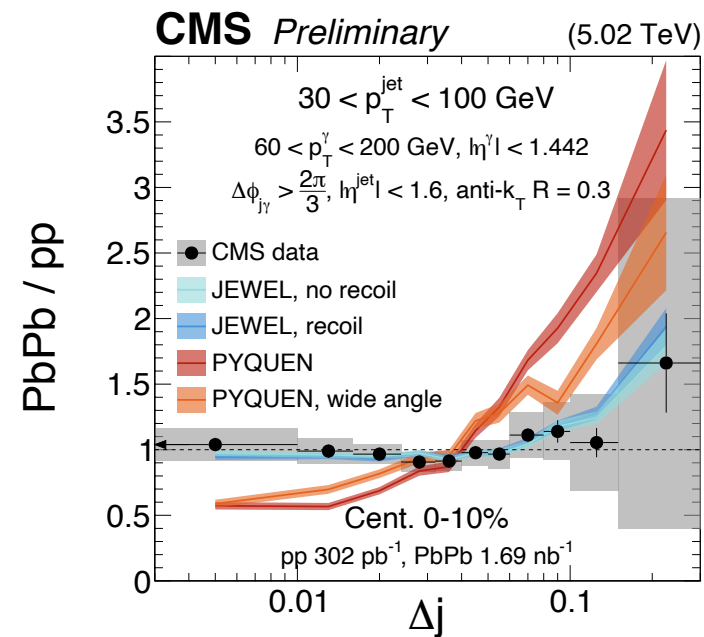 CMS Preliminary (5.02 TeV)
30 < p_T^jet < 100 GeV
60 < p_T^γ < 200 GeV, |η^γ| < 1.442
Δϕ_jγ > 2π/3, |η^jet| < 1.6, anti-k_T R = 0.3
CMS data
JEWEL, no recoil
JEWEL, recoil
PYQUEN
PYQUEN, wide angle
Cent. 0-10%
pp 302 pb⁻¹, PbPb 1.69 nb⁻¹
PbPb / pp
3.5
3
2.5
2
1.5
1
0.5
0
0.01 0.1
Δj